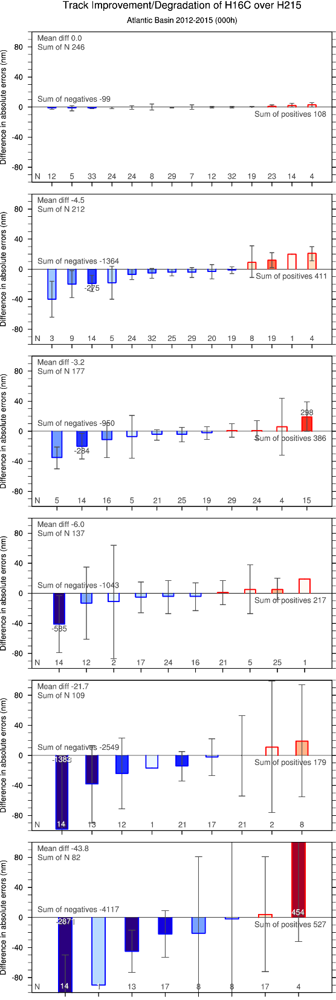 Track Improvement/Degradation of H16C over H215
Atlantic Basin 2012-2015 (000h)
Difference in absolute errors (nm)
80
40
0
-40
-80
Mean diff 0.0
Sum of N 246
Sum of negatives -99
Sum of positives 108
N 12 5 33 24 24 8 29 7 12 32 19 23 14 4
Difference in absolute errors (nm)
80
40
0
-40
-80
Mean diff -4.5
Sum of N 212
Sum of negatives -1364
-275
Sum of positives 411
N 3 9 14 5 24 32 25 29 20 19 8 19 1 4
Difference in absolute errors (nm)
80
40
0
-40
-80
Mean diff -3.2
Sum of N 177
298
Sum of negatives -950
Sum of positives 386
-284
N 5 14 16 5 21 25 19 29 24 4 15
Difference in absolute errors (nm)
80
40
0
-40
-80
Mean diff -6.0
Sum of N 137
Sum of negatives -1043
Sum of positives 217
-585
N 14 12 2 17 24 16 21 5 25 1
Difference in absolute errors (nm)
80
40
0
-40
-80
Mean diff -21.7
Sum of N 109
Sum of negatives -2549
-1383
Sum of positives 179
N 14 13 12 1 21 17 21 2 8
Difference in absolute errors (nm)
80
40
0
-40
-80
Mean diff -43.8
Sum of N 82
Sum of negatives -4117
454
-2871
Sum of positives 527
N 14 1 13 17 8 8 17 4